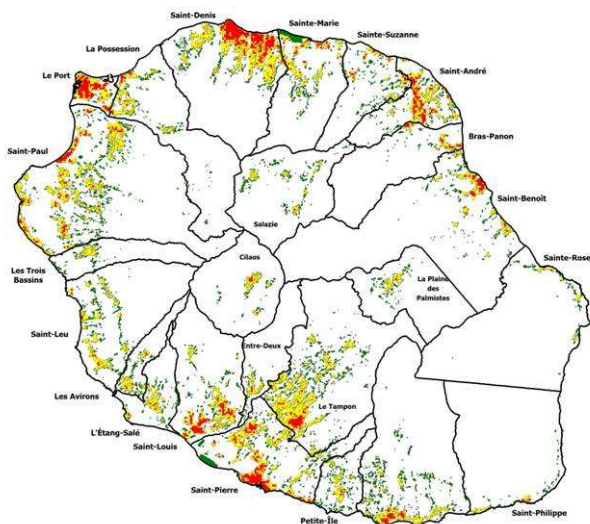 Saint-Denis
Sainte-Marie
Sainte-Suzanne
La Possession
Saint-André
Le Port
Bras-Panon
Saint-Paul
Saint-Benoît
Salazie
Cilaos
Sainte-Rose
Les Trois
Bassins
La Plaine
des
Palmistes
Saint-Leu
Entre-Deux
Les Avirons
Le Tampon
L'Étang-Salé
Saint-Louis
Saint-Pierre
Saint-Philippe
Petite-Île